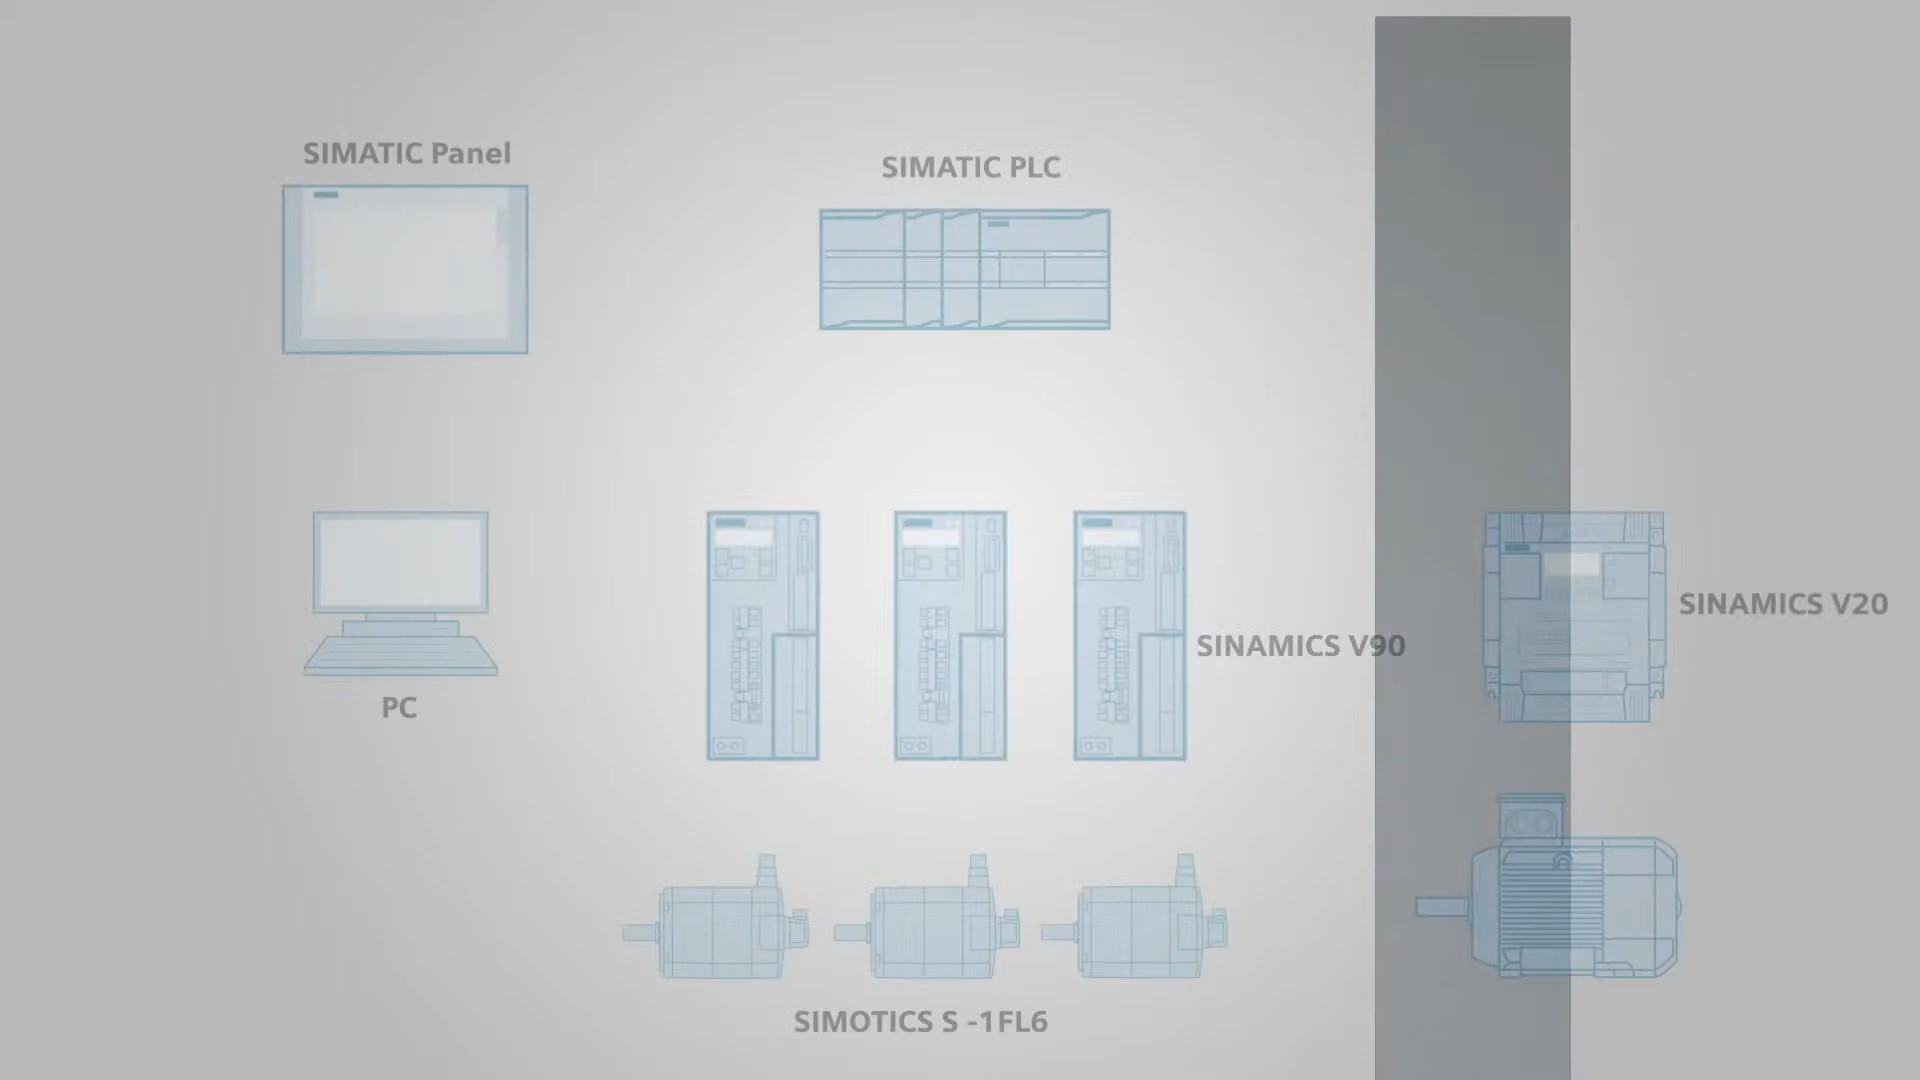 SIMATIC Panel
SIMATIC PLC
SINAMICS V20
SINAMICS V90
PC
SIMOTICS S -1FL6